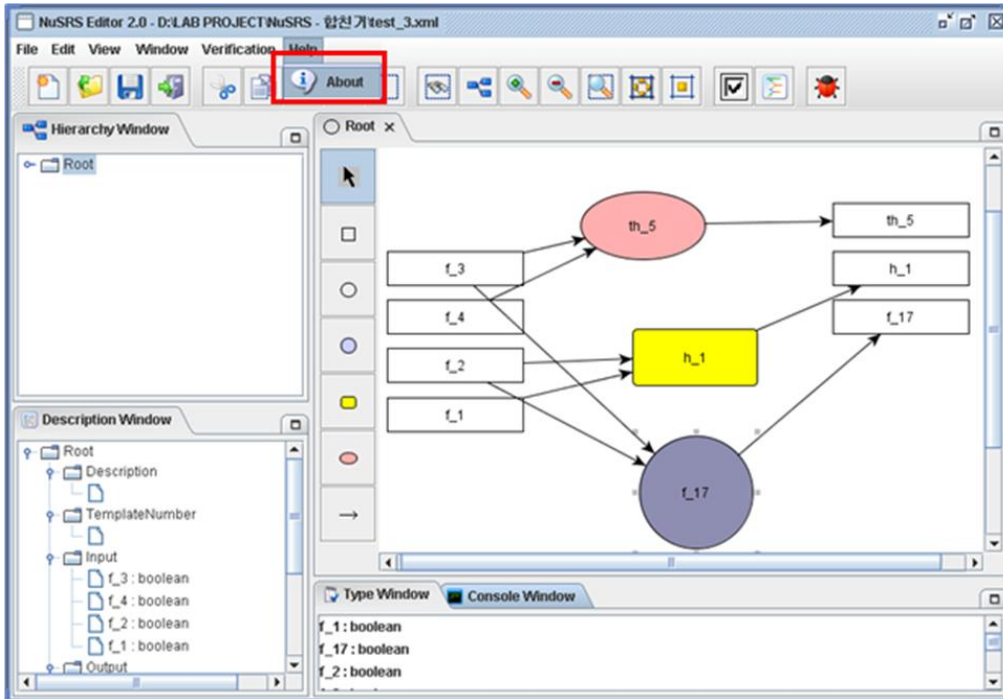 NuSRS Editor 2.0 - D:\LAB PROJECT\NuSRS - 합친거\test_3.xml
File Edit View Window Verification Help
About
Hierarchy Window
Root
Root
th_5
th_5
f_3
h_1
f_4
f_17
f_2
h_1
f_1
f_17
Description Window
Root
Description
TemplateNumber
Input
f_3 : boolean
f_4 : boolean
f_2 : boolean
f_1 : boolean
Output
Type Window
Console Window
f_1 : boolean
f_17 : boolean
f_2 : boolean